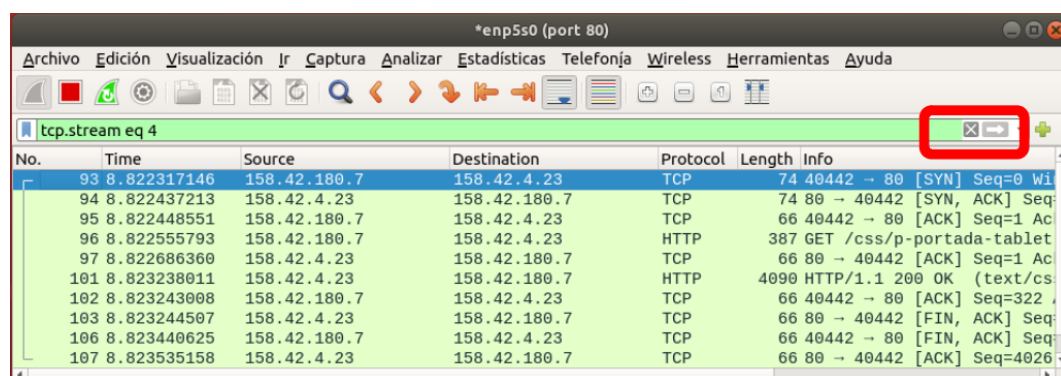 *enp5s0 (port 80)
Archivo Edición Visualización Ir Captura Analizar Estadísticas Telefonía Wireless Herramientas Ayuda
tcp.stream eq 4
No. Time Source Destination Protocol Length Info
93 8.822317146 158.42.180.7 158.42.4.23 TCP 74 40442 → 80 [SYN] Seq=0 Wi
94 8.822437213 158.42.4.23 158.42.180.7 TCP 74 80 → 40442 [SYN, ACK] Seq
95 8.822448551 158.42.180.7 158.42.4.23 TCP 66 40442 → 80 [ACK] Seq=1 Ac
96 8.822555793 158.42.180.7 158.42.4.23 HTTP 387 GET /css/p-portada-tablet
97 8.822686360 158.42.4.23 158.42.180.7 TCP 66 80 → 40442 [ACK] Seq=1 Ac
101 8.823238011 158.42.4.23 158.42.180.7 HTTP 4090 HTTP/1.1 200 OK (text/cs
102 8.823243008 158.42.180.7 158.42.4.23 TCP 66 40442 → 80 [ACK] Seq=322
103 8.823244507 158.42.4.23 158.42.180.7 TCP 66 80 → 40442 [FIN, ACK] Seq
106 8.823440625 158.42.180.7 158.42.4.23 TCP 66 40442 → 80 [FIN, ACK] Seq
107 8.823535158 158.42.4.23 158.42.180.7 TCP 66 80 → 40442 [ACK] Seq=4026